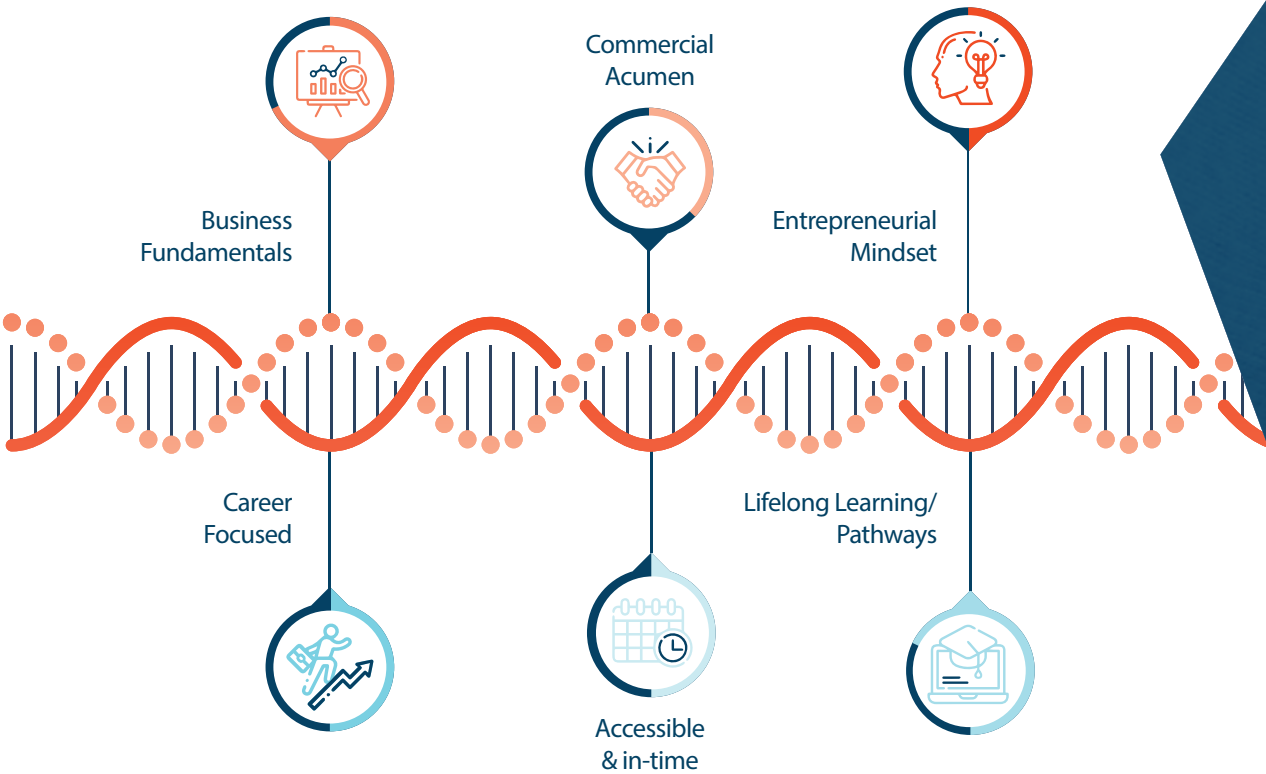 Commercial
Acumen
Business
Fundamentals
Entrepreneurial
Mindset
Career
Focused
Lifelong Learning/
Pathways
Accessible
& in-time